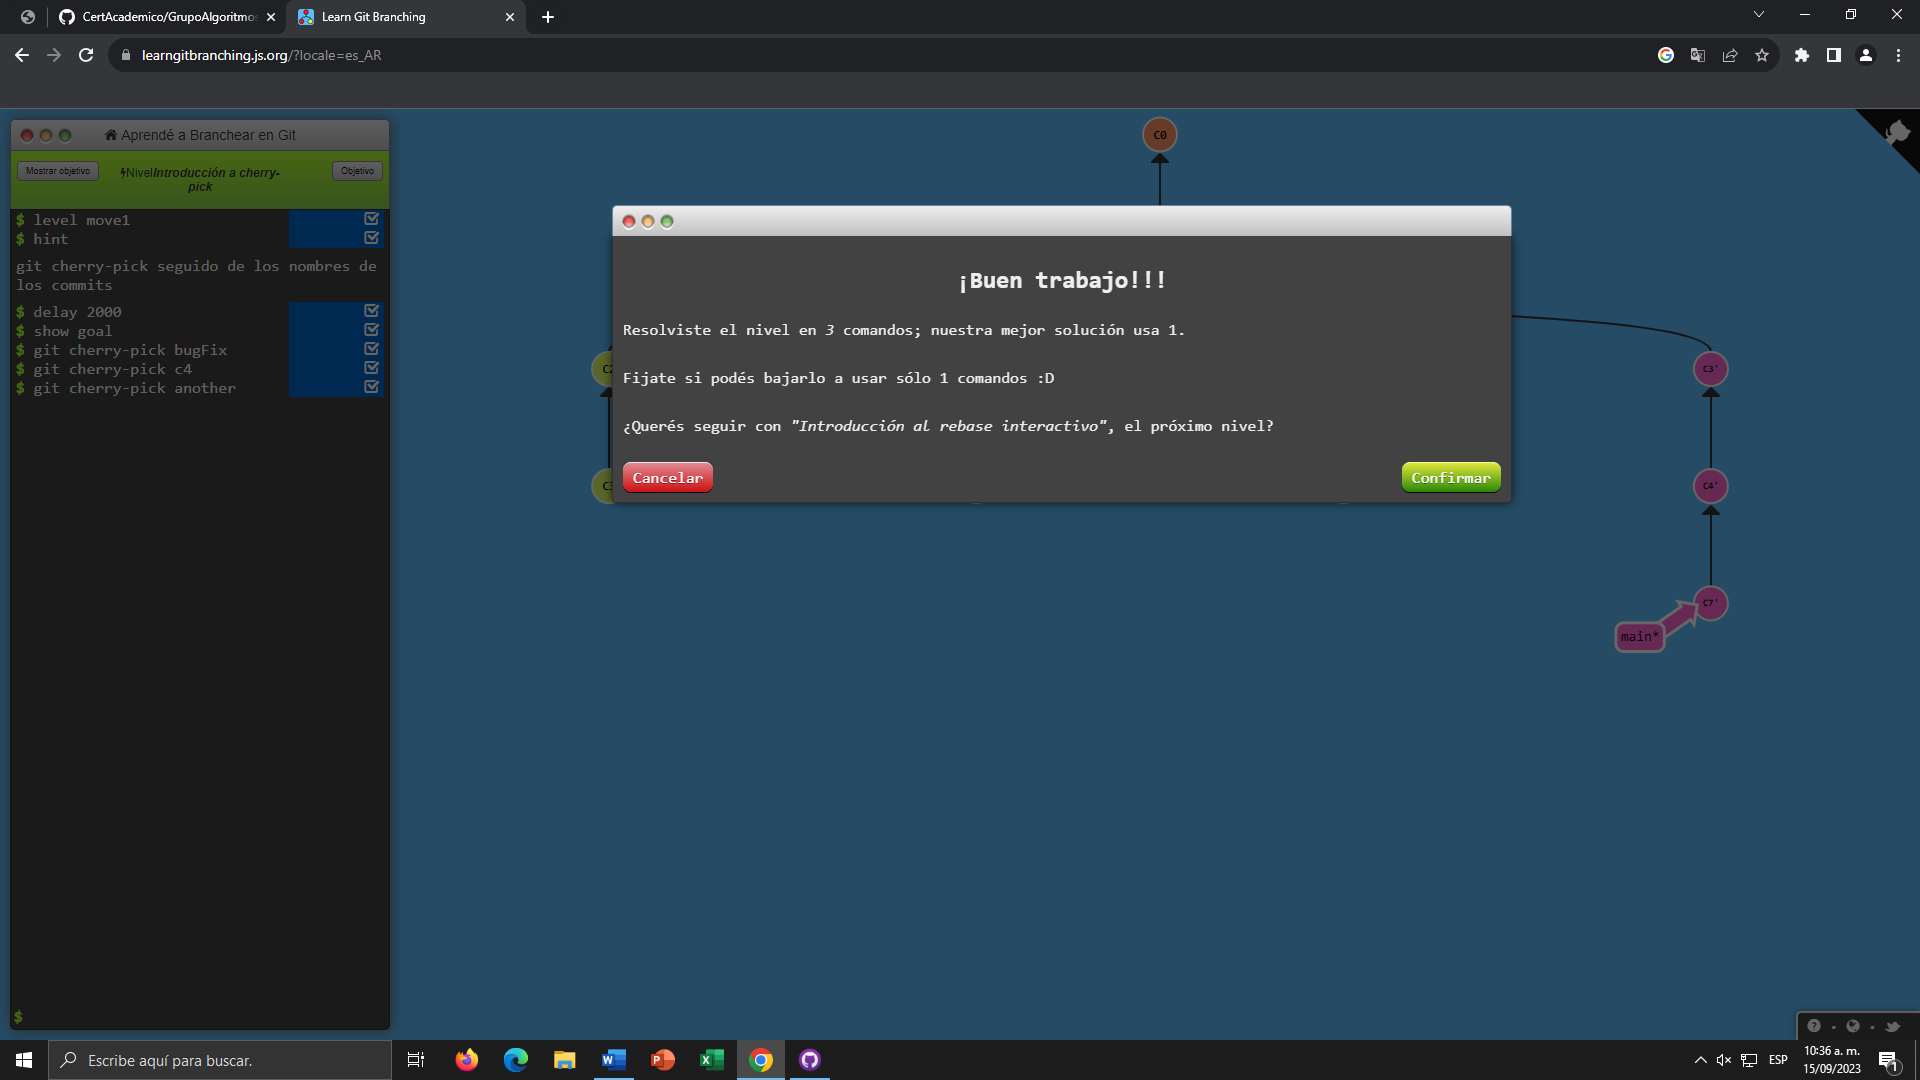 CertAcademico/GrupoAlgoritmos
Learn Git Branching
learngitbranching.js.org/?locale=es_AR
Aprendé a Branchear en Git
Mostrar objetivo
NivelIntroducción a cherry-
pick
Objetivo
$ level move1
$ hint
git cherry-pick seguido de los nombres de
los commits
$ delay 2000
$ show goal
$ git cherry-pick bugFix
$ git cherry-pick c4
$ git cherry-pick another
$
C0
¡Buen trabajo!!!
Resolviste el nivel en 3 comandos; nuestra mejor solución usa 1.
Fijate si podés bajarlo a usar sólo 1 comandos :D
¿Querés seguir con "Introducción al rebase interactivo", el próximo nivel?
Cancelar
Confirmar
C3'
C4'
C7'
main*
Escribe aquí para buscar.
ESP
10:36 a. m.
15/09/2023
1